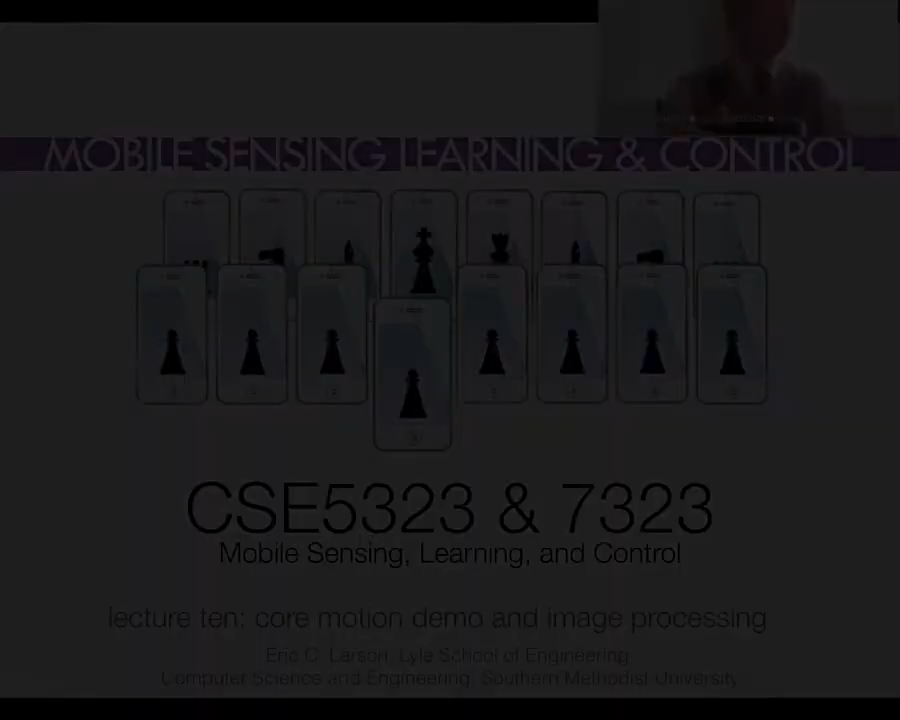 MOBILE SENSING LEARNING & CONTROL
CSE5323 & 7323
Mobile Sensing, Learning, and Control
lecture ten: core motion demo and image processing
Eric C. Larson, Lyle School of Engineering
Computer Science and Engineering, Southern Methodist University